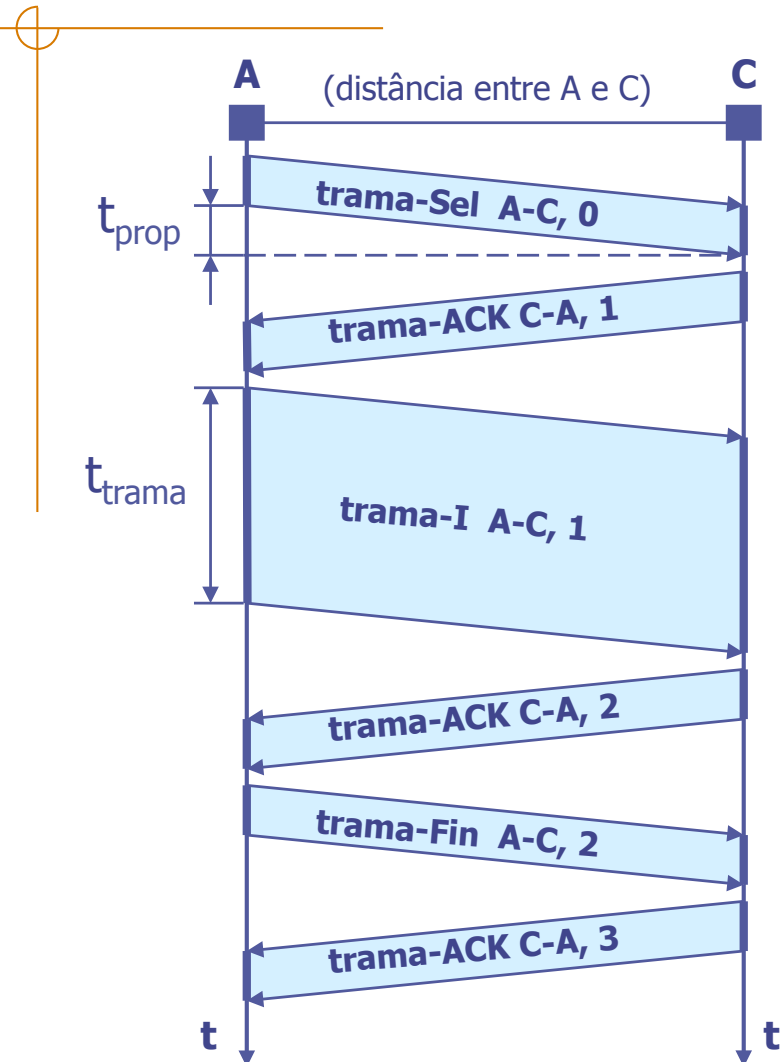 A
C
(distância entre A e C)
trama-Sel A-C, 0
tprop
trama-ACK C-A, 1
ttrama
trama-I A-C, 1
trama-ACK C-A, 2
trama-Fin A-C, 2
trama-ACK C-A, 3
t
t